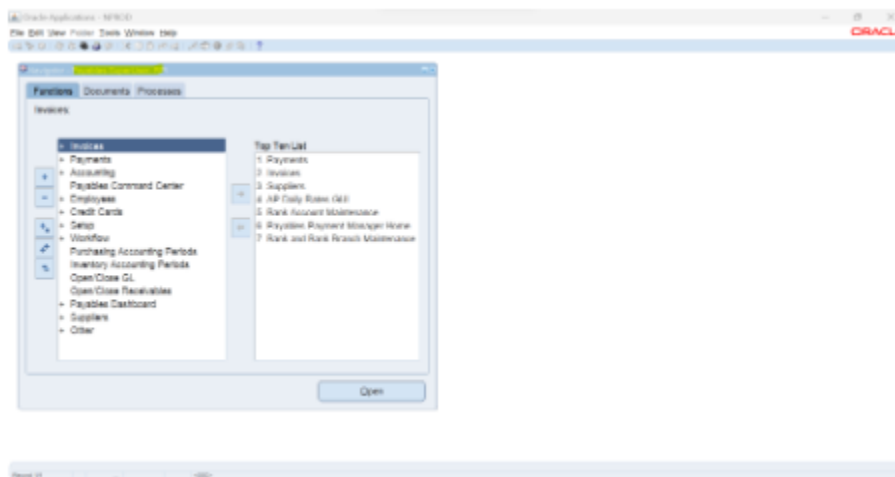 Oracle Applications - NPROD
File Edit View Folder Tools Window Help
ORACL
Navigator
Functions Documents Processes
Invoices
+ Invoices
+ Payments
+ Accounting
Payables Command Center
+ Employees
+ Credit Cards
+ Setup
+ Workflow
Purchasing Accounting Periods
Inventory Accounting Periods
Open/Close GL
Open/Close Receivables
+ Payables Dashboard
+ Suppliers
+ Other
Top Ten List
1 Payments
2 Invoices
3 Suppliers
4 AP Daily Rates GUI
5 Bank Account Maintenance
6 Payables Payment Manager Home
7 Bank and Bank Branch Maintenance
Open